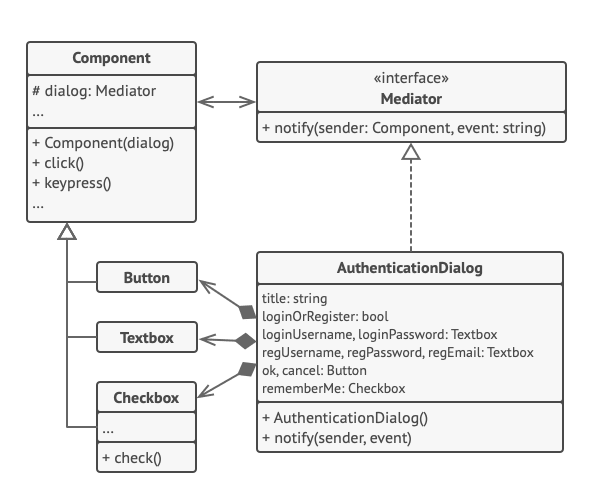 Component
# dialog: Mediator
...
+ Component(dialog)
+ click()
+ keypress()
...
«interface»
Mediator
+ notify(sender: Component, event: string)
Button
Textbox
Checkbox
...
+ check()
AuthenticationDialog
title: string
loginOrRegister: bool
loginUsername, loginPassword: Textbox
regUsername, regPassword, regEmail: Textbox
ok, cancel: Button
rememberMe: Checkbox
+ AuthenticationDialog()
+ notify(sender, event)